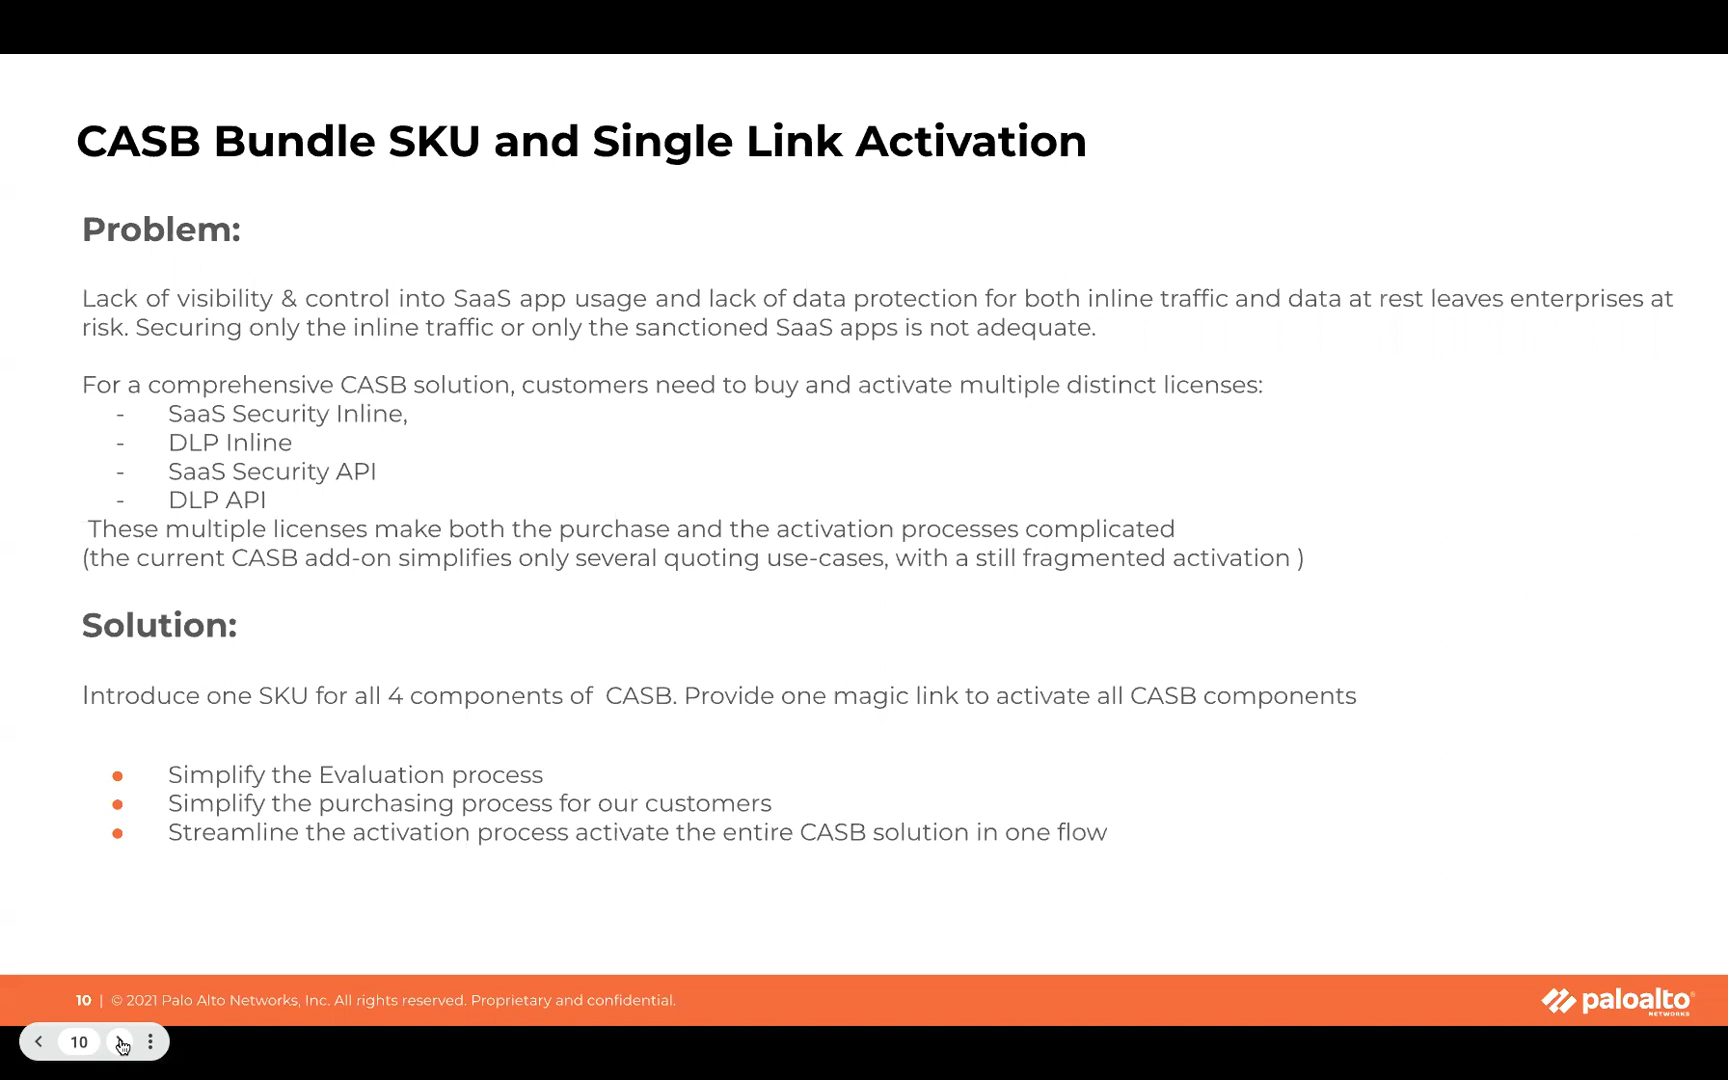 CASB Bundle SKU and Single Link Activation
Problem:
Lack of visibility & control into SaaS app usage and lack of data protection for both inline traffic and data at rest leaves enterprises at
risk. Securing only the inline traffic or only the sanctioned SaaS apps is not adequate.
For a comprehensive CASB solution, customers need to buy and activate multiple distinct licenses:
- SaaS Security Inline,
- DLP Inline
- SaaS Security API
- DLP API
These multiple licenses make both the purchase and the activation processes complicated
(the current CASB add-on simplifies only several quoting use-cases, with a still fragmented activation )
Solution:
Introduce one SKU for all 4 components of  CASB. Provide one magic link to activate all CASB components
● Simplify the Evaluation process
● Simplify the purchasing process for our customers
● Streamline the activation process activate the entire CASB solution in one flow
10 | © 2021 Palo Alto Networks, Inc. All rights reserved. Proprietary and confidential.
paloalto®
NETWORKS
10